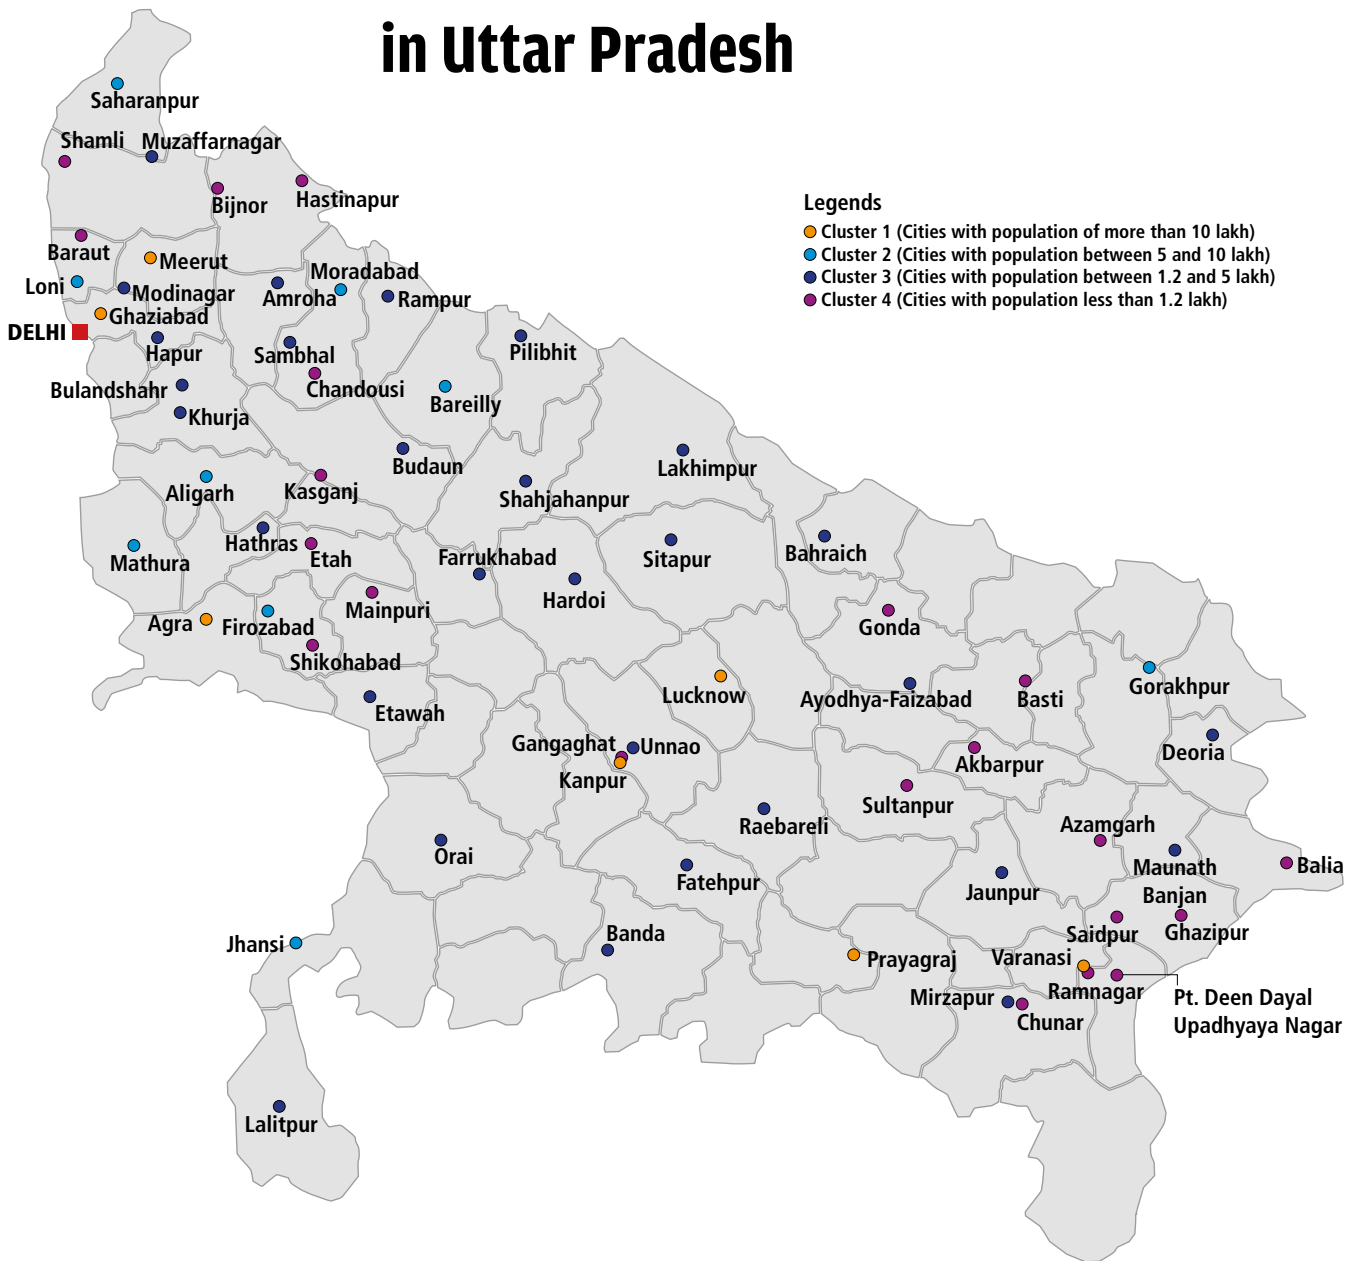 in Uttar Pradesh
Saharanpur
Shamli
Muzaffarnagar
Bijnor
Hastinapur
Legends
Cluster 1 (Cities with population of more than 10 lakh)
Cluster 2 (Cities with population between 5 and 10 lakh)
Cluster 3 (Cities with population between 1.2 and 5 lakh)
Cluster 4 (Cities with population less than 1.2 lakh)
Baraut
Meerut
Loni
Modinagar
Moradabad
Amroha
Rampur
Ghaziabad
DELHI
Hapur
Sambhal
Pilibhit
Bulandshahr
Chandousi
Bareilly
Khurja
Budaun
Lakhimpur
Aligarh
Kasganj
Shahjahanpur
Hathras
Etah
Mathura
Farrukhabad
Sitapur
Bahraich
Hardoi
Mainpuri
Agra
Firozabad
Gonda
Shikohabad
Lucknow
Ayodhya-Faizabad
Basti
Gorakhpur
Etawah
Gangaghat
Unnao
Kanpur
Akbarpur
Deoria
Sultanpur
Raebareli
Azamgarh
Orai
Fatehpur
Jaunpur
Maunath
Banjan
Balia
Jhansi
Banda
Saidpur
Ghazipur
Prayagraj
Varanasi
Ramnagar
Mirzapur
Chunar
Pt. Deen Dayal
Upadhyaya Nagar
Lalitpur